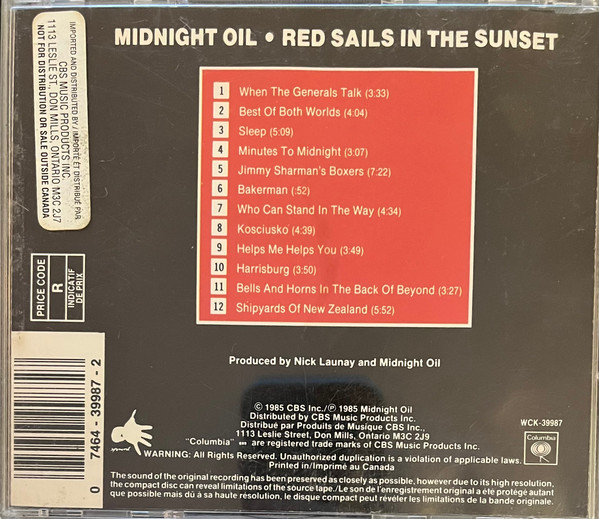 MIDNIGHT OIL • RED SAILS IN THE SUNSET
IMPORTED AND DISTRIBUTED BY / IMPORTÉ ET DISTRIBUÉ PAR
CBS MUSIC PRODUCTS INC.
1113 LESLIE ST., DON MILLS, ONTARIO M3C 2J7
NOT FOR DISTRIBUTION OR SALE OUTSIDE CANADA
1 When The Generals Talk (3:33)
2 Best Of Both Worlds (4:04)
3 Sleep (5:09)
4 Minutes To Midnight (3:07)
5 Jimmy Sharman's Boxers (7:22)
6 Bakerman (:52)
7 Who Can Stand In The Way (4:34)
8 Kosciusko (4:39)
9 Helps Me Helps You (3:49)
10 Harrisburg (3:50)
11 Bells And Horns In The Back Of Beyond (3:27)
12 Shipyards Of New Zealand (5:52)
PRICE CODE
R
INDICATIF
DE PRIX
Produced by Nick Launay and Midnight Oil
0 7464-39987-2
© 1985 CBS Inc./℗ 1985 Midnight Oil
Distributed by CBS Music Products Inc.
Distribué par Produits de Musique CBS Inc.,
1113 Leslie Street, Don Mills, Ontario M3C 2J9
"Columbia" are registered trade marks of CBS Music Products Inc.
WARNING: All Rights Reserved. Unauthorized duplication is a violation of applicable laws.
Printed in/Imprimé au Canada
WCK-39987
Columbia
The sound of the original recording has been preserved as closely as possible, however due to its high resolution,
the compact disc can reveal limitations of the source tape./Le son de l'enregistrement original a été protégé autant
que possible mais dû à sa haute résolution, le disque compact peut révéler les limitations de la bande originale.